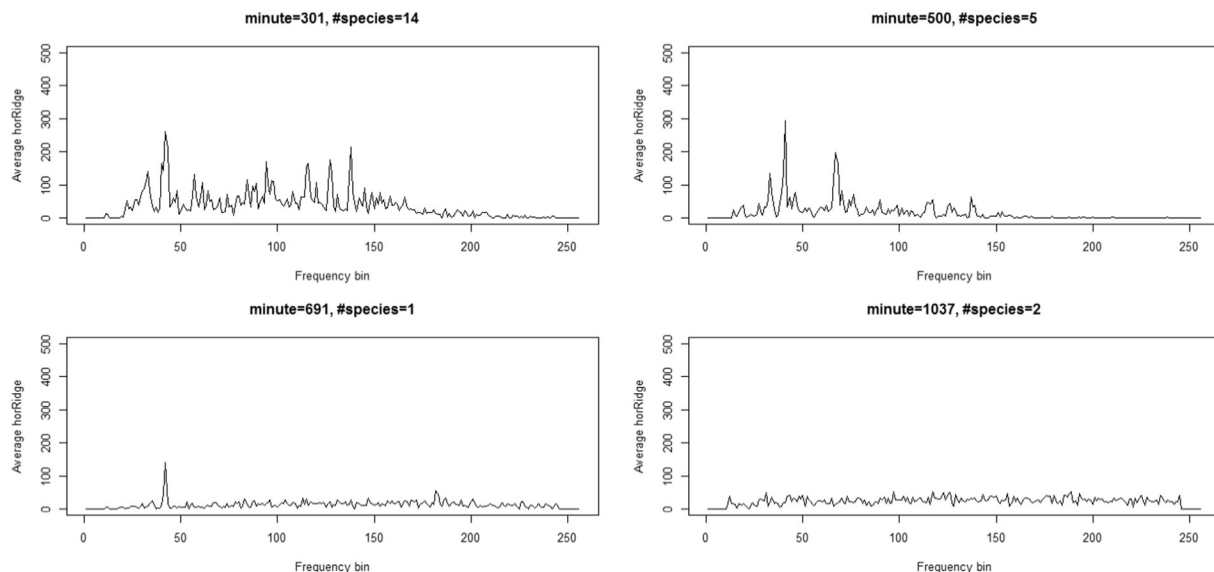 minute=301, #species=14
Average horRidge
500
400
300
200
100
0
0 50 100 150 200 250
Frequency bin
minute=500, #species=5
Average horRidge
500
400
300
200
100
0
0 50 100 150 200 250
Frequency bin
minute=691, #species=1
Average horRidge
500
400
300
200
100
0
0 50 100 150 200 250
Frequency bin
minute=1037, #species=2
Average horRidge
500
400
300
200
100
0
0 50 100 150 200 250
Frequency bin